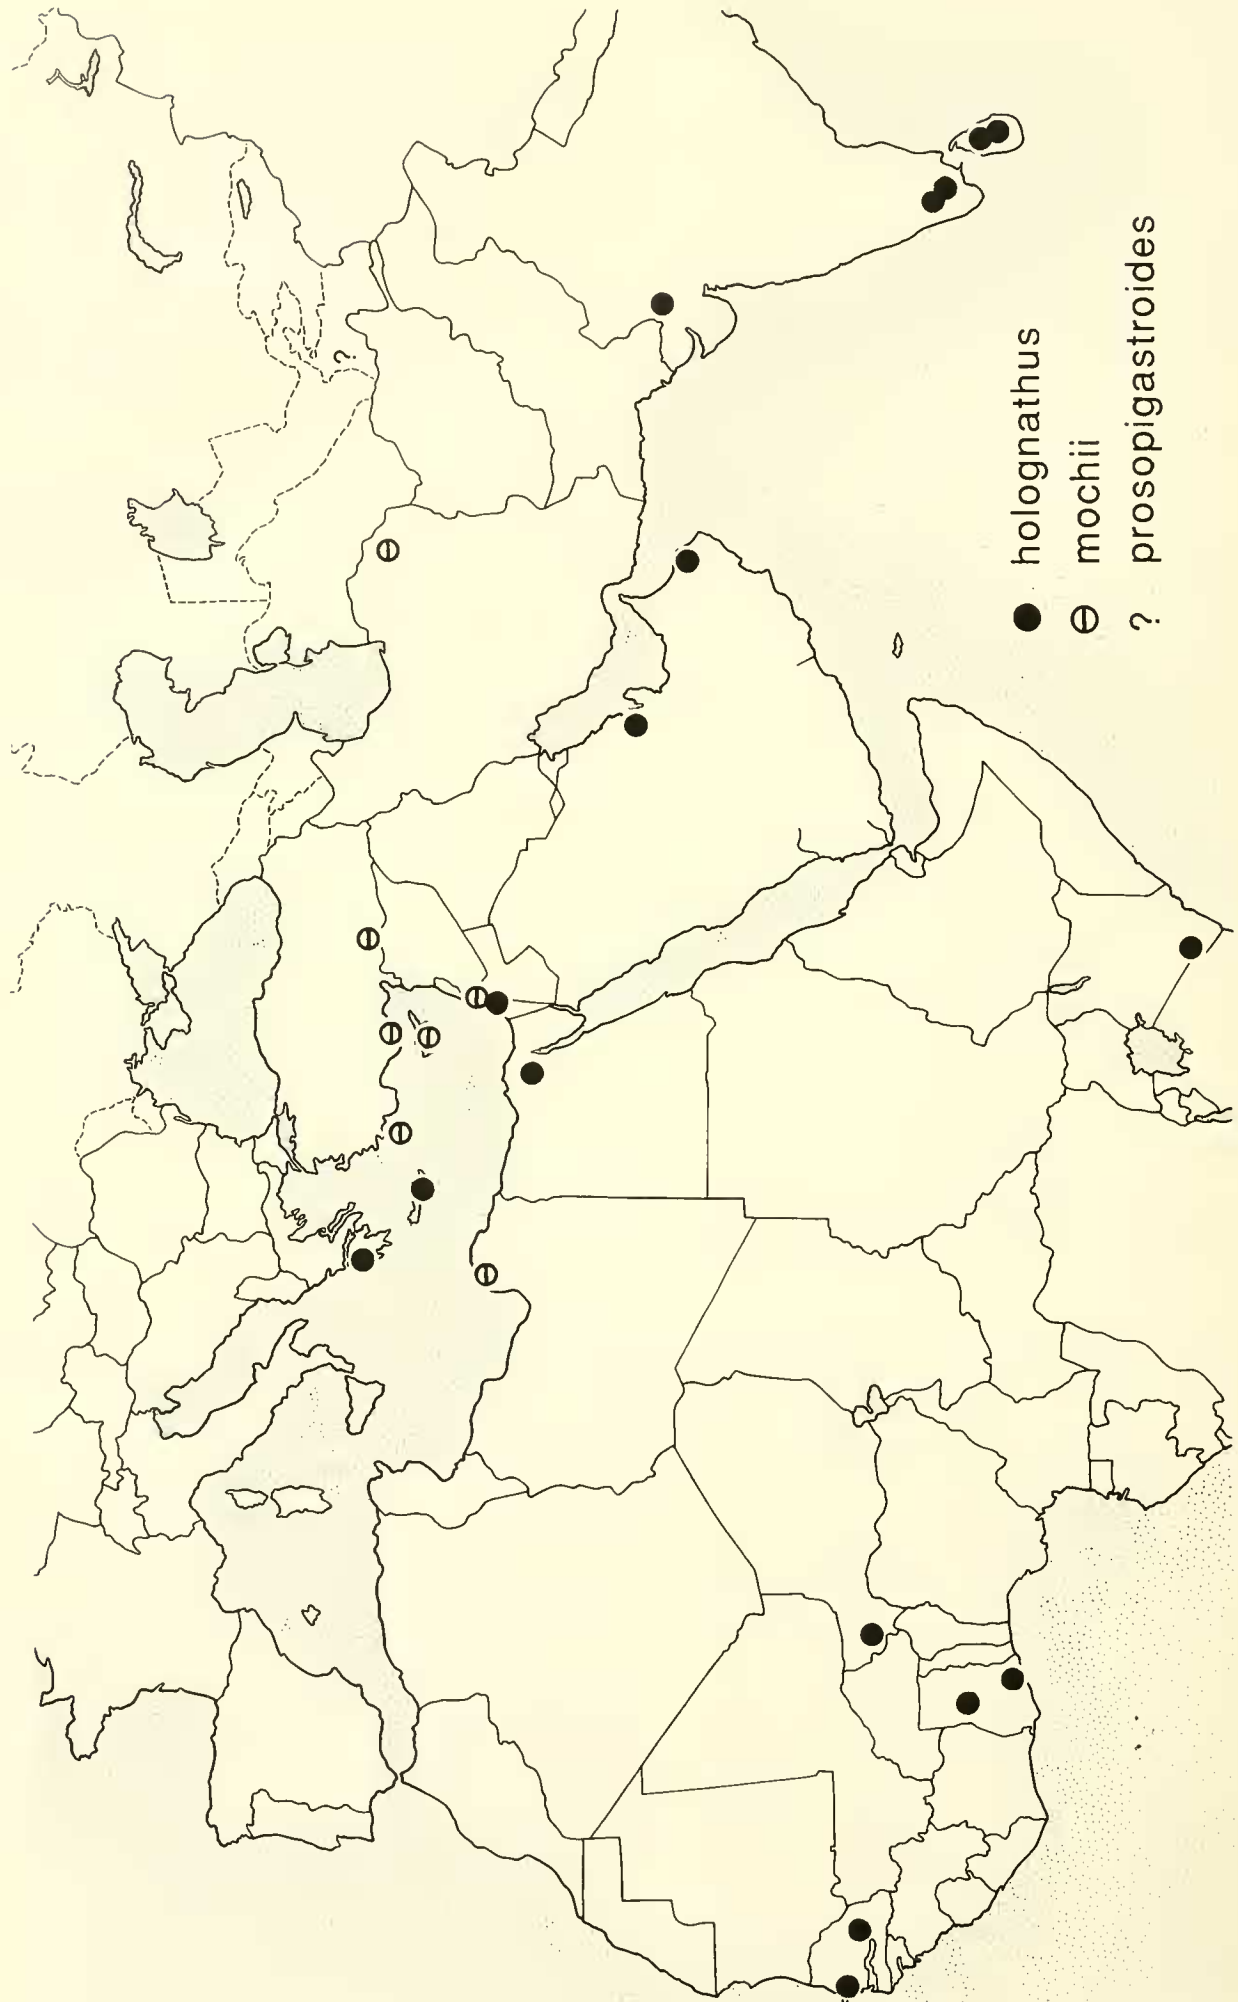 ?
● holognathus
⊖ mochii
? prosopigastroides